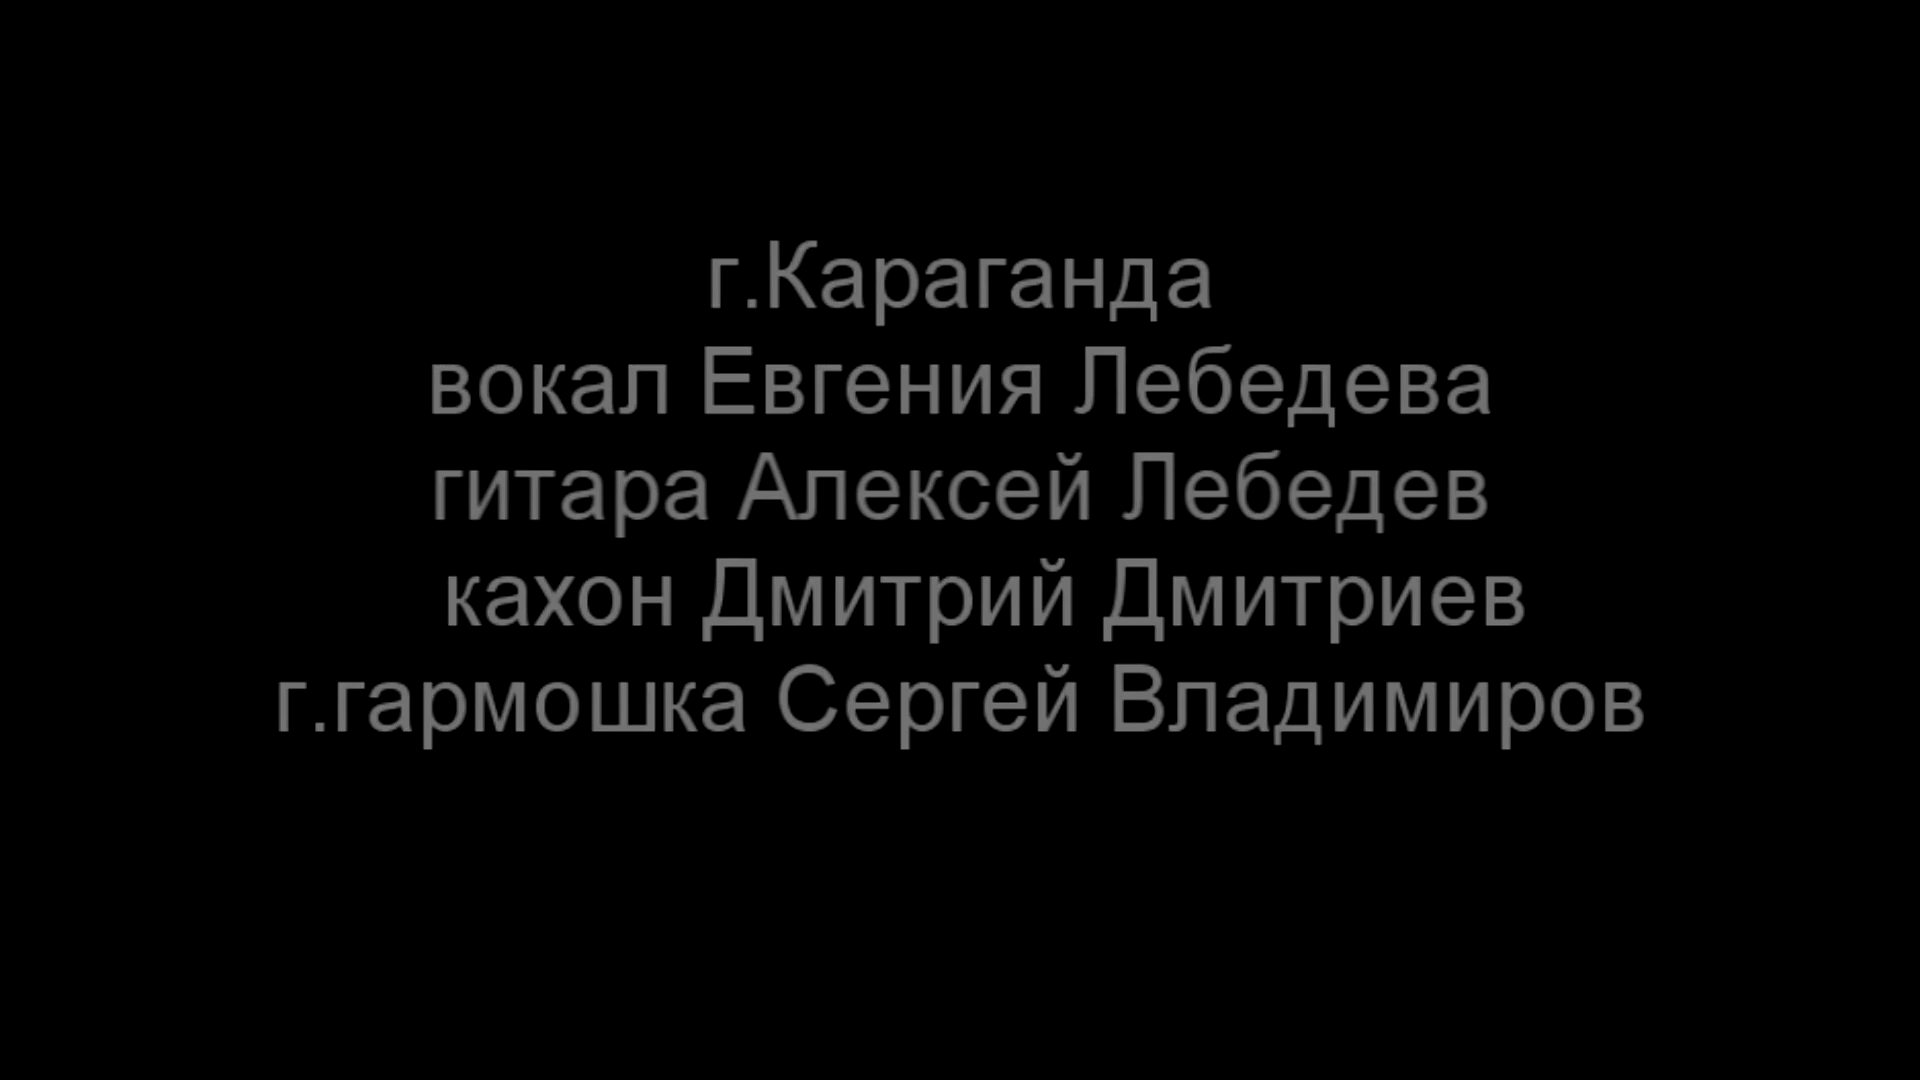 г.Караганда
вокал Евгения Лебедева
гитара Алексей Лебедев
кахон Дмитрий Дмитриев
г.гармошка Сергей Владимиров